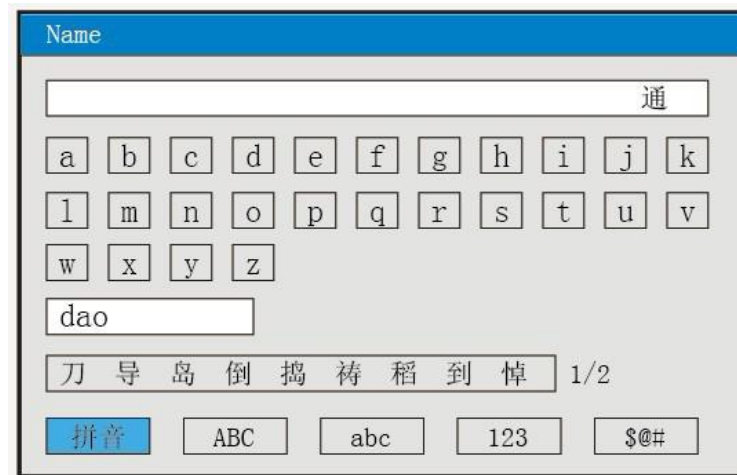 Name
通
a b c d e f g h i j k
l m n o p q r s t u v
w x y z
dao
刀 导 岛 倒 捣 祷 稻 到 悼 1/2
拼音 ABC abc 123 $@#